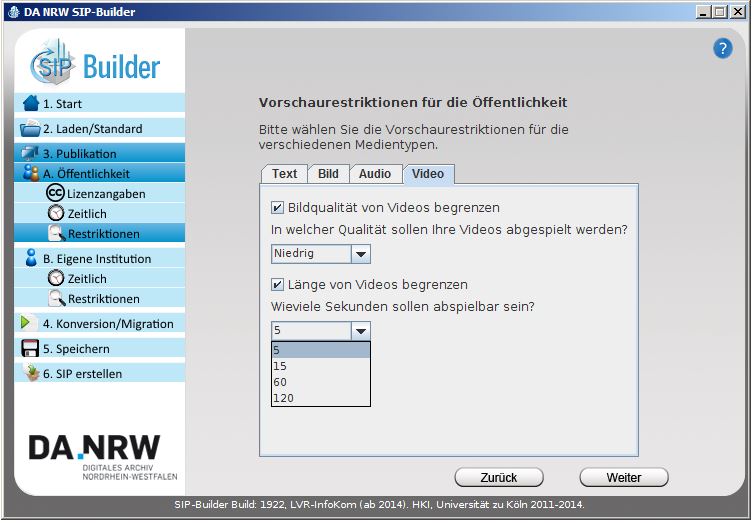 DA NRW SIP-Builder
SIP Builder
1. Start
2. Laden/Standard
3. Publikation
A. Öffentlichkeit
cc Lizenzangaben
Zeitlich
Restriktionen
B. Eigene Institution
Zeitlich
Restriktionen
4. Konversion/Migration
5. Speichern
6. SIP erstellen
DA.NRW
DIGITALES ARCHIV
NORDRHEIN-WESTFALEN
?
Vorschaurestriktionen für die Öffentlichkeit
Bitte wählen Sie die Vorschaurestriktionen für die
verschiedenen Medientypen.
Text Bild Audio Video
Bildqualität von Videos begrenzen
In welcher Qualität sollen Ihre Videos abgespielt werden?
Niedrig
Länge von Videos begrenzen
Wieviele Sekunden sollen abspielbar sein?
5
5
15
60
120
Zurück Weiter
SIP-Builder Build: 1922, LVR-InfoKom (ab 2014). HKI, Universität zu Köln 2011-2014.